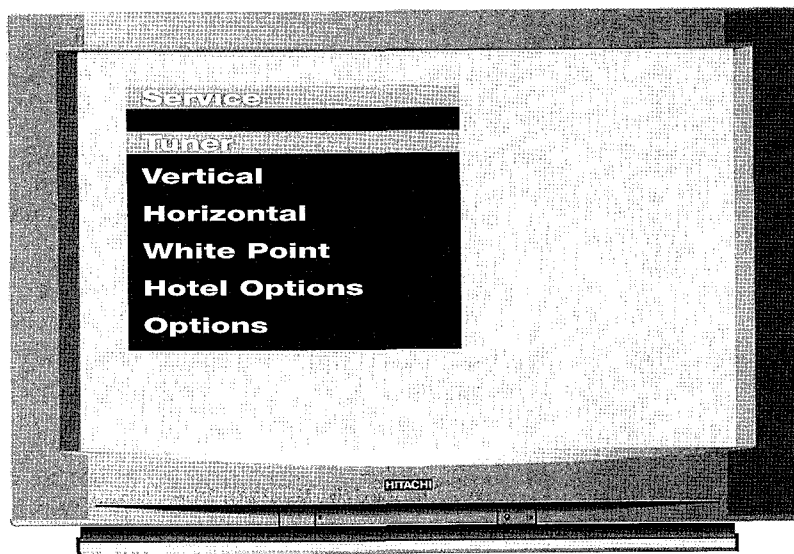 Service
Tuner
Vertical
Horizontal
White Point
Hotel Options
Options
HITACHI